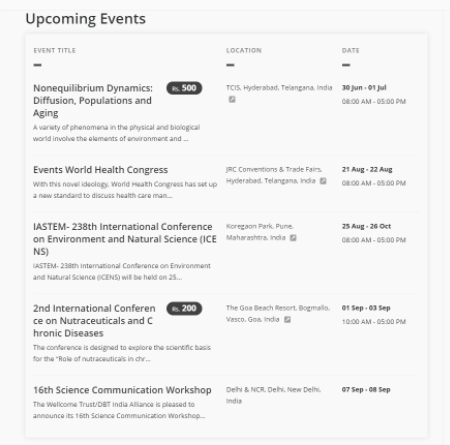 Upcoming Events
EVENT TITLE LOCATION DATE
Nonequilibrium Dynamics: Rs. 500 TCIS, Hyderabad, Telangana, India 30 Jun - 01 Jul
Diffusion, Populations and 08:00 AM - 05:00 PM
Aging
A variety of phenomena in the physical and biological
world involve the elements of environment and ...
Events World Health Congress JRC Conventions & Trade Fairs, 21 Aug - 22 Aug
With this novel ideology, World Health Congress has set up Hyderabad, Telangana, India 08:00 AM - 05:00 PM
a new standard to discuss health care man...
IASTEM- 238th International Conference Koregaon Park, Pune, 25 Aug - 26 Oct
on Environment and Natural Science (ICE Maharashtra, India 08:00 AM - 05:00 PM
NS)
IASTEM- 238th International Conference on Environment
and Natural Science (ICENS) will be held on 25...
2nd International Conferen Rs. 200 The Goa Beach Resort, Bogmallo, 01 Sep - 03 Sep
ce on Nutraceuticals and C Vasco, Goa, India 10:00 AM - 05:00 PM
hronic Diseases
The conference is designed to explore the scientific basis
for the "Role of nutraceuticals in chr...
16th Science Communication Workshop Delhi & NCR, Delhi, New Delhi, 07 Sep - 08 Sep
The Wellcome Trust/DBT India Alliance is pleased to India
announce its 16th Science Communication Workshop...